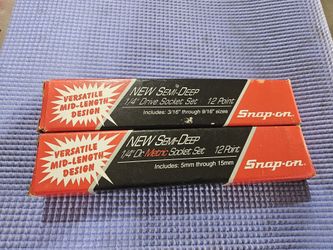 VERSATILE
MID-LENGTH
DESIGN
NEW SEMI-DEEP
1/4" Drive Socket Set 12 Point
Includes: 3/16" through 9/16" sizes
Snap-on
VERSATILE
MID-LENGTH
DESIGN
NEW SEMI-DEEP
1/4" Dr. Metric Socket Set 12 Point
Includes: 5mm through 15mm
Snap-on